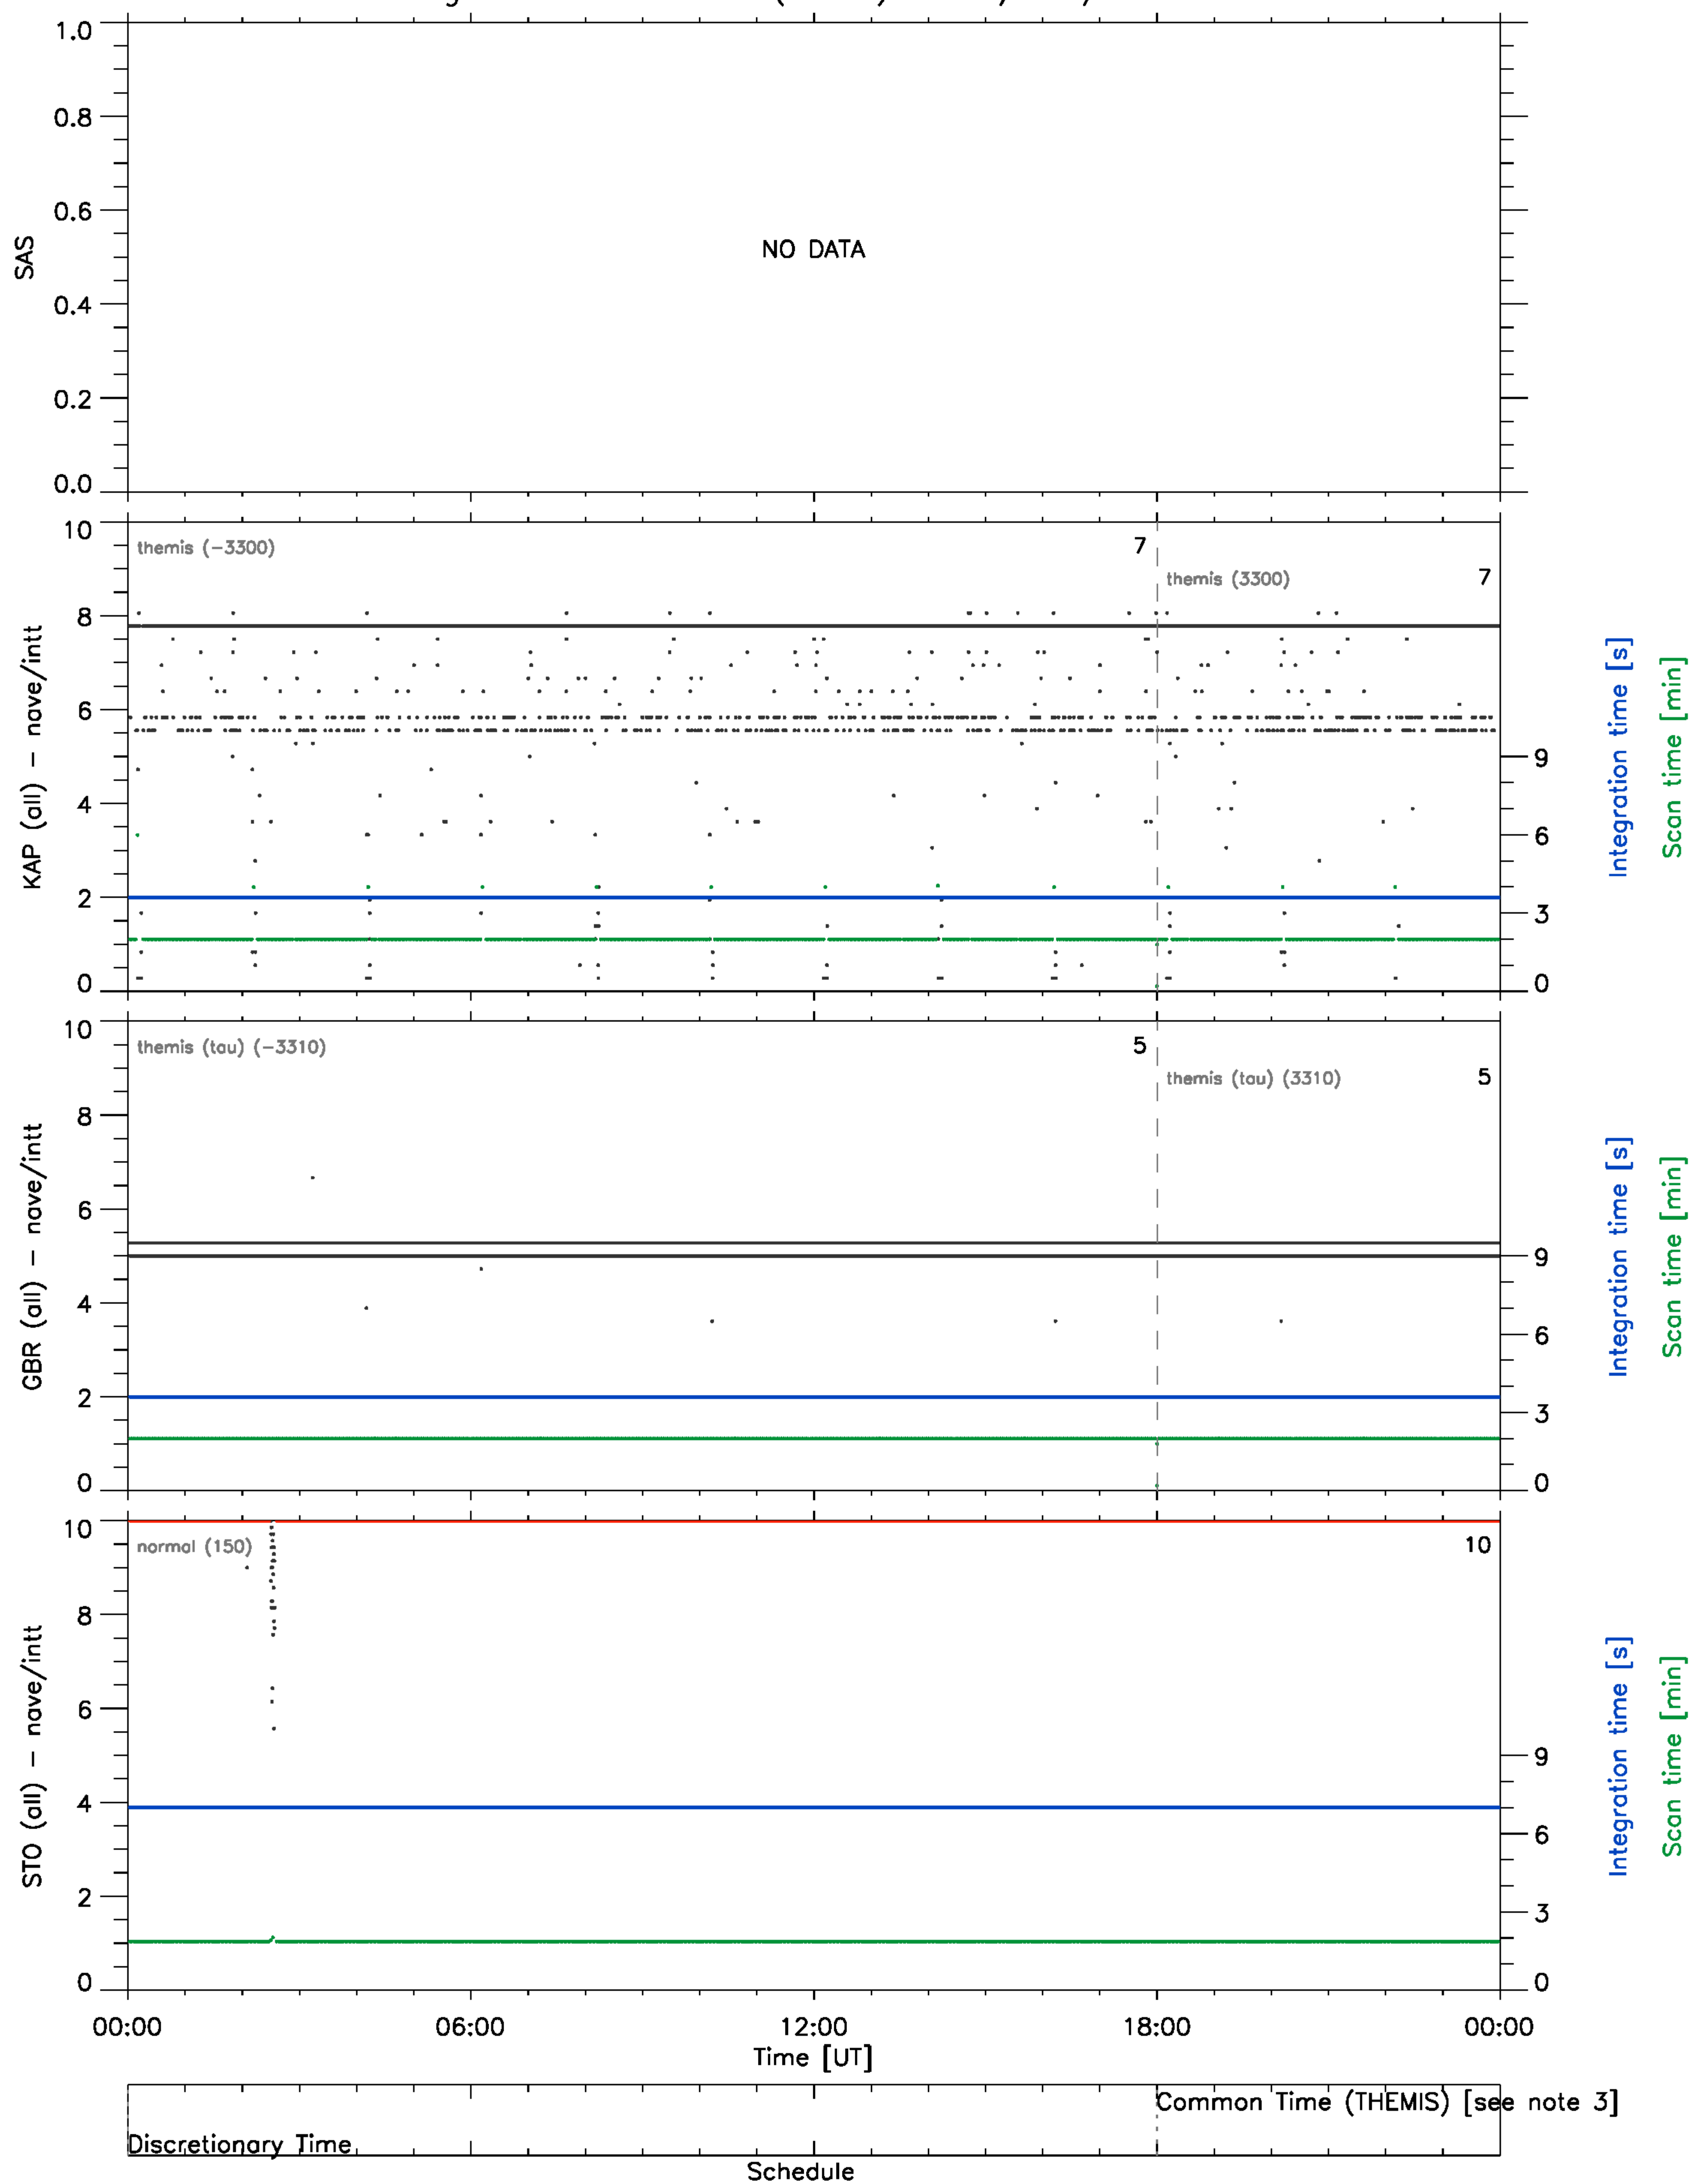 1.0
0.8
0.6
0.4
0.2
0.0
SAS
NO DATA
10
8
6
4
2
0
KAP (all) − nave/intt
themis (−3300)
7
themis (3300)
7
9
6
3
0
Integration time [s]
Scan time [min]
10
8
6
4
2
0
GBR (all) − nave/intt
themis (tau) (−3310)
5
themis (tau) (3310)
5
9
6
3
0
Integration time [s]
Scan time [min]
10
8
6
4
2
0
STO (all) − nave/intt
normal (150)
10
9
6
3
0
Integration time [s]
Scan time [min]
00:00
06:00
12:00
18:00
00:00
Time [UT]
Common Time (THEMIS) [see note 3]
Discretionary Time
Schedule